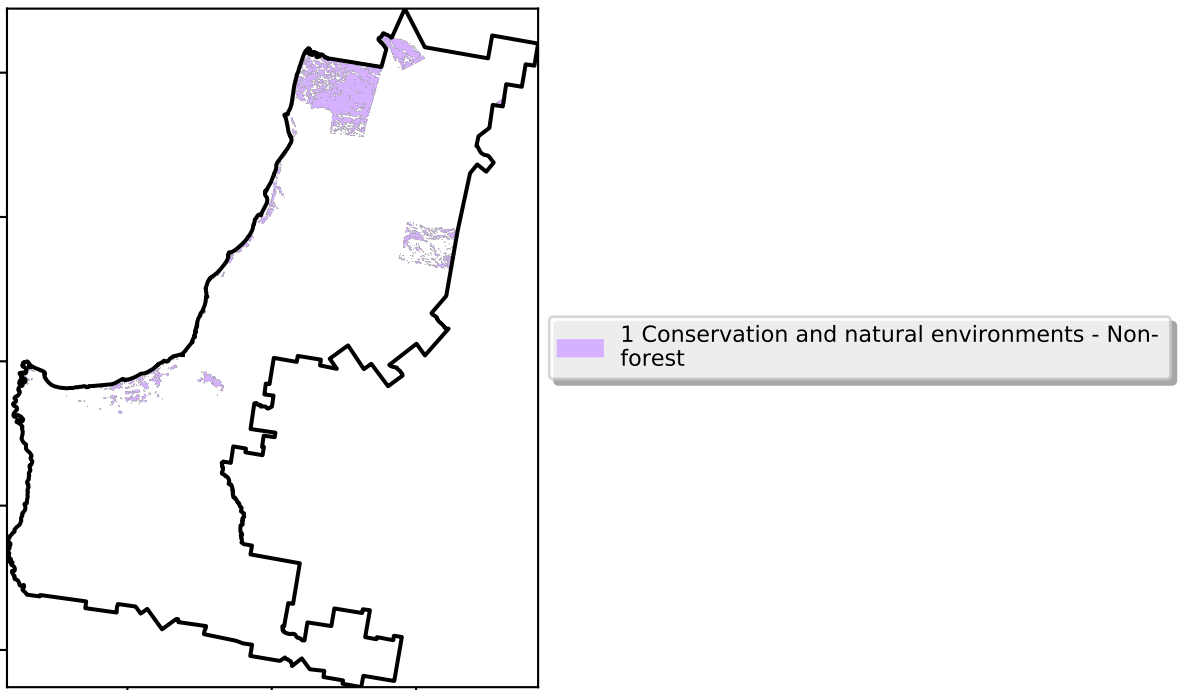 1 Conservation and natural environments - Non-
forest